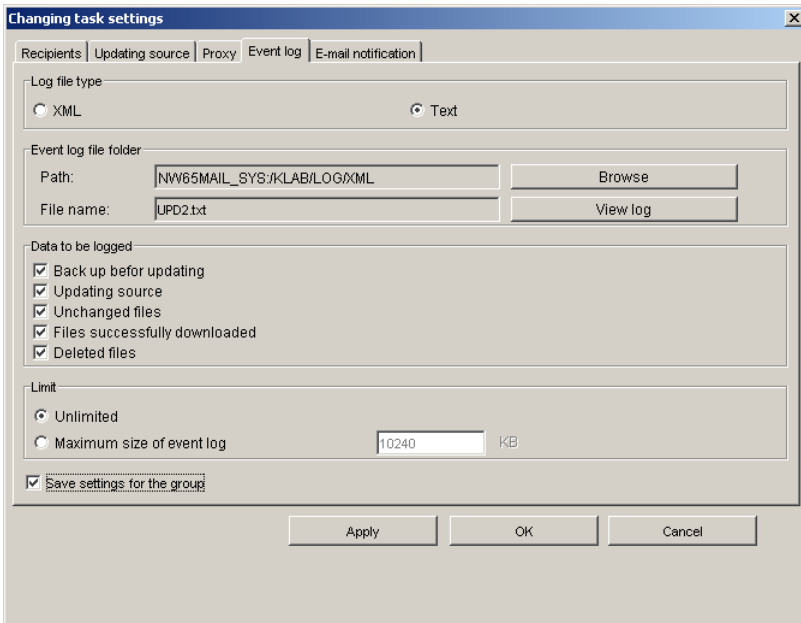 Changing task settings
Recipients Updating source Proxy Event log E-mail notification
Log file type
XML Text
Event log file folder
Path: NW65MAIL_SYS:/KLAB/LOG/XML Browse
File name: UPD2.txt View log
Data to be logged
Back up befor updating
Updating source
Unchanged files
Files successfully downloaded
Deleted files
Limit
Unlimited
Maximum size of event log 10240 KB
Save settings for the group
Apply OK Cancel